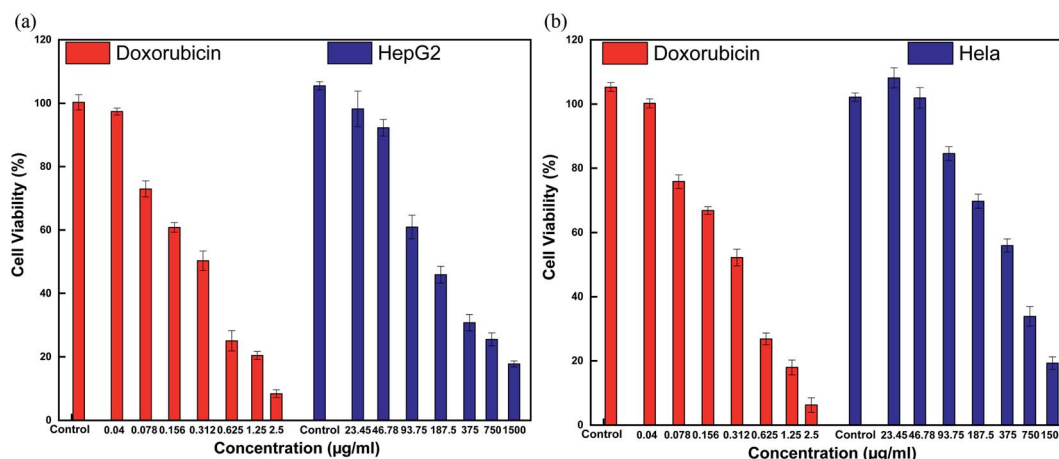 (a)
120
100
80
60
40
20
0
Cell Viability (%)
Doxorubicin
HepG2
Control 0.04 0.078 0.156 0.312 0.625 1.25 2.5 Control 23.45 46.78 93.75 187.5 375 750 1500
Concentration (µg/ml)
(b)
120
100
80
60
40
20
0
Cell Viability (%)
Doxorubicin
Hela
Control 0.04 0.078 0.156 0.312 0.625 1.25 2.5 Control 23.45 46.78 93.75 187.5 375 750 150
Concentration (µg/ml)